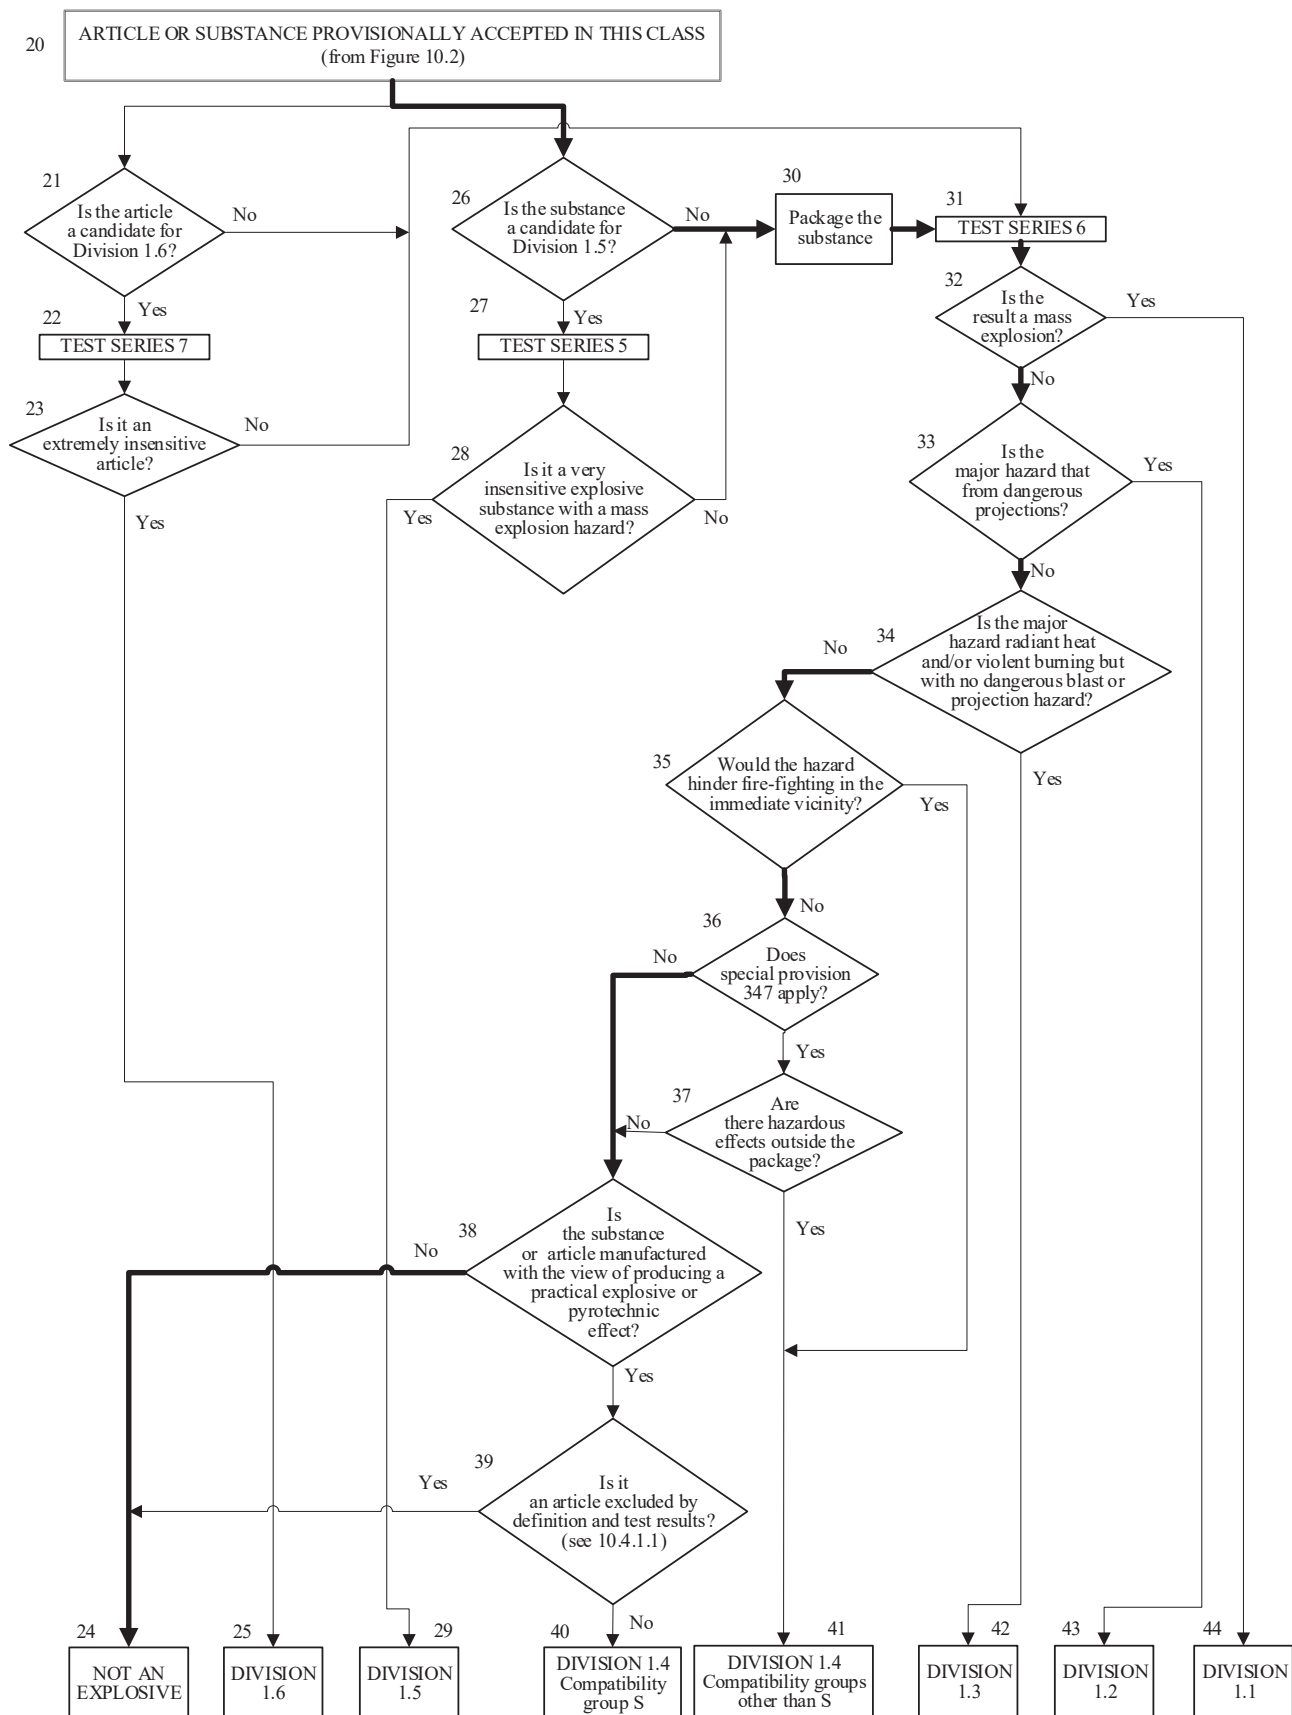 20
ARTICLE OR SUBSTANCE PROVISIONALLY ACCEPTED IN THIS CLASS
(from Figure 10.2)
21
Is the article
a candidate for
Division 1.6?
No
Yes
22
TEST SERIES 7
23
Is it an
extremely insensitive
article?
No
Yes
26
Is the substance
a candidate for
Division 1.5?
No
Yes
27
TEST SERIES 5
28
Is it a very
insensitive explosive
substance with a mass
explosion hazard?
Yes
No
30
Package the
substance
31
TEST SERIES 6
32
Is the
result a mass
explosion?
Yes
No
33
Is the
major hazard that
from dangerous
projections?
Yes
No
34
Is the major
hazard radiant heat
and/or violent burning but
with no dangerous blast or
projection hazard?
No
Yes
35
Would the hazard
hinder fire-fighting in the
immediate vicinity?
Yes
No
36
Does
special provision
347 apply?
No
Yes
37
Are
there hazardous
effects outside the
package?
No
Yes
38
Is
the substance
or article manufactured
with the view of producing a
practical explosive or
pyrotechnic
effect?
No
Yes
39
Is it
an article excluded by
definition and test results?
(see 10.4.1.1)
Yes
No
24
NOT AN
EXPLOSIVE
25
DIVISION
1.6
29
DIVISION
1.5
40
DIVISION 1.4
Compatibility
group S
41
DIVISION 1.4
Compatibility groups
other than S
42
DIVISION
1.3
43
DIVISION
1.2
44
DIVISION
1.1